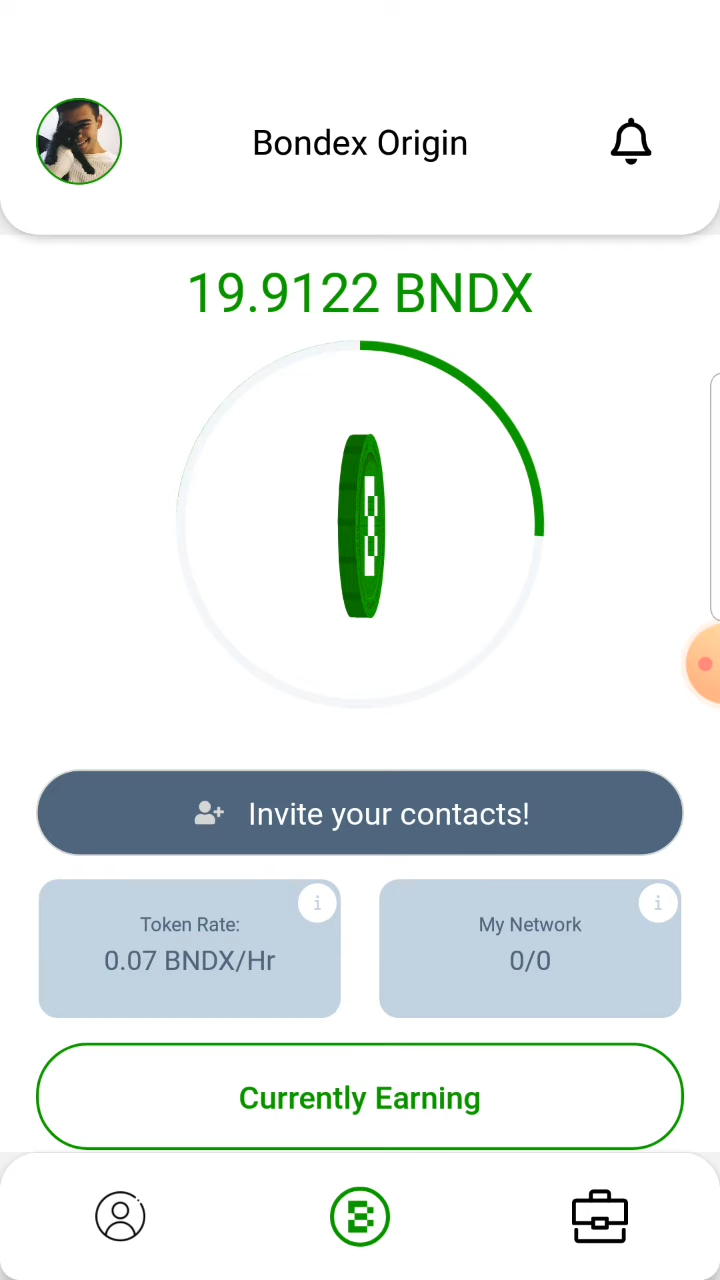 Bondex Origin
19.9122 BNDX
Invite your contacts!
i
i
Token Rate:
My Network
0.07 BNDX/Hr
0/0
Currently Earning